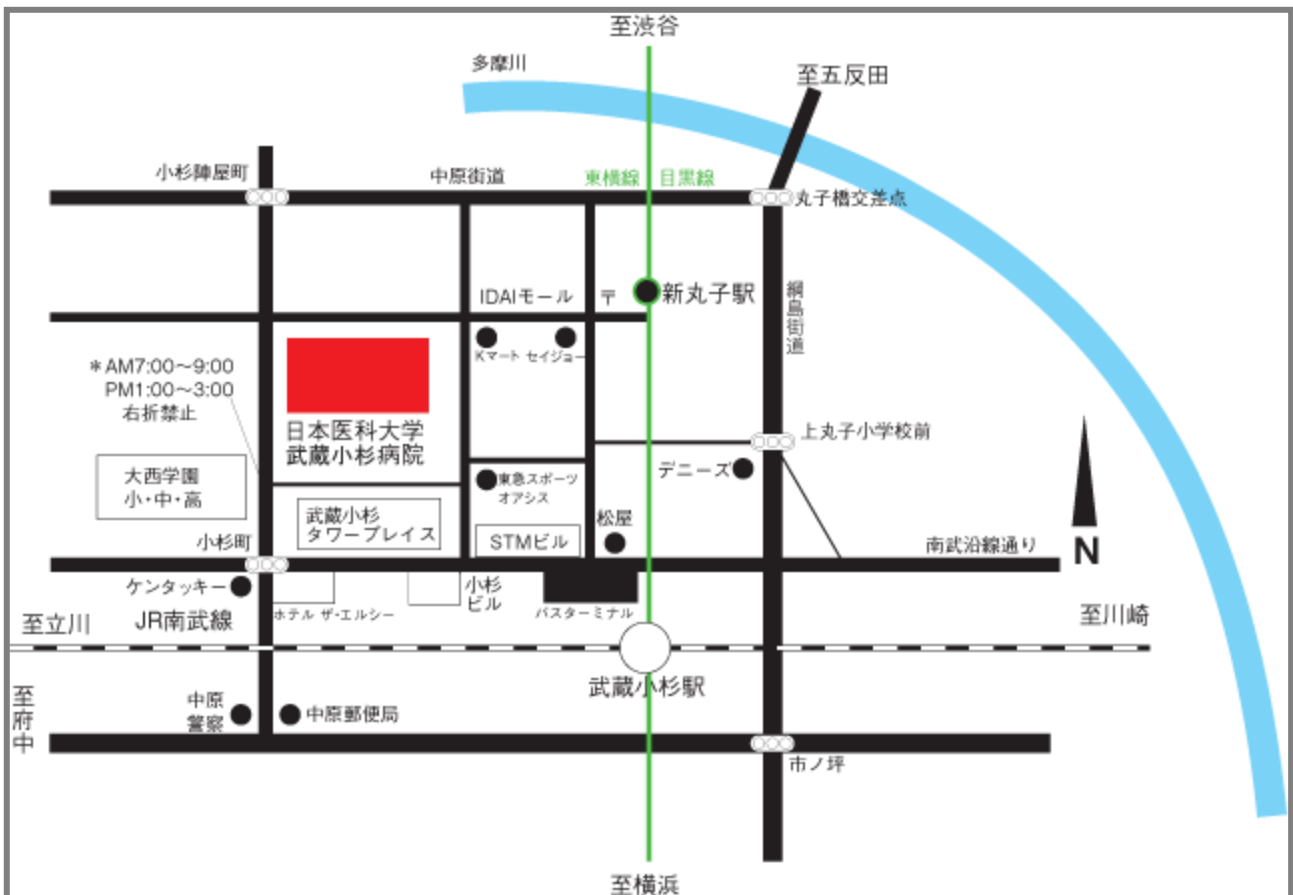 至渋谷
多摩川
至五反田
小杉陣屋町
中原街道
東横線
目黒線
丸子橋交差点
IDAIモール
〒
新丸子駅
綱島街道
Kマート
セイジョー
*AM7:00～9:00
PM1:00～3:00
右折禁止
日本医科大学
武蔵小杉病院
上丸子小学校前
デニーズ
大西学園
小・中・高
東急スポーツ
オアシス
武蔵小杉
タワープレイス
松屋
STMビル
小杉町
南武沿線通り
N
ケンタッキー
小杉
ビル
ホテル ザ・エルシー
バスターミナル
至立川
JR南武線
至川崎
武蔵小杉駅
至府中
中原
警察
中原郵便局
市ノ坪
至横浜